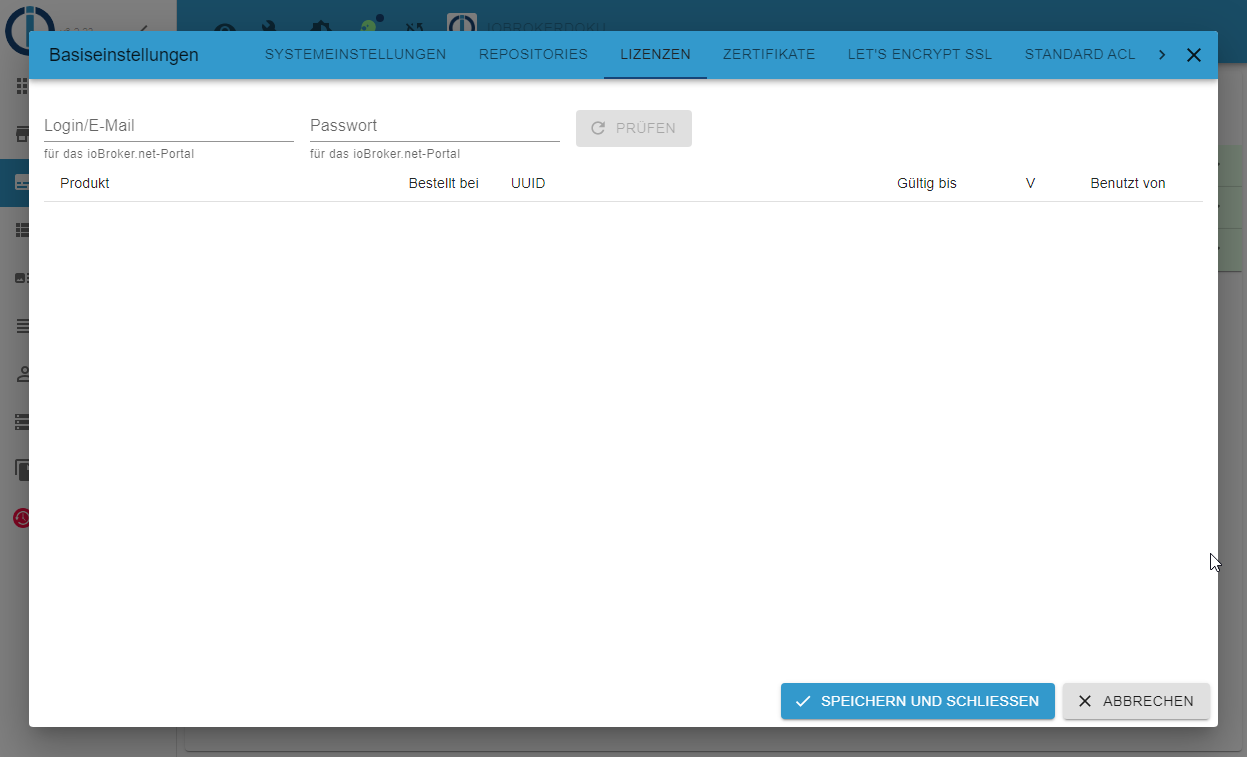 IOBROKERDOKU
Basiseinstellungen
SYSTEMEINSTELLUNGEN
REPOSITORIES
LIZENZEN
ZERTIFIKATE
LET'S ENCRYPT SSL
STANDARD ACL
Login/E-Mail
Passwort
PRÜFEN
für das ioBroker.net-Portal
für das ioBroker.net-Portal
Produkt
Bestellt bei
UUID
Gültig bis
V
Benutzt von
SPEICHERN UND SCHLIESSEN
ABBRECHEN